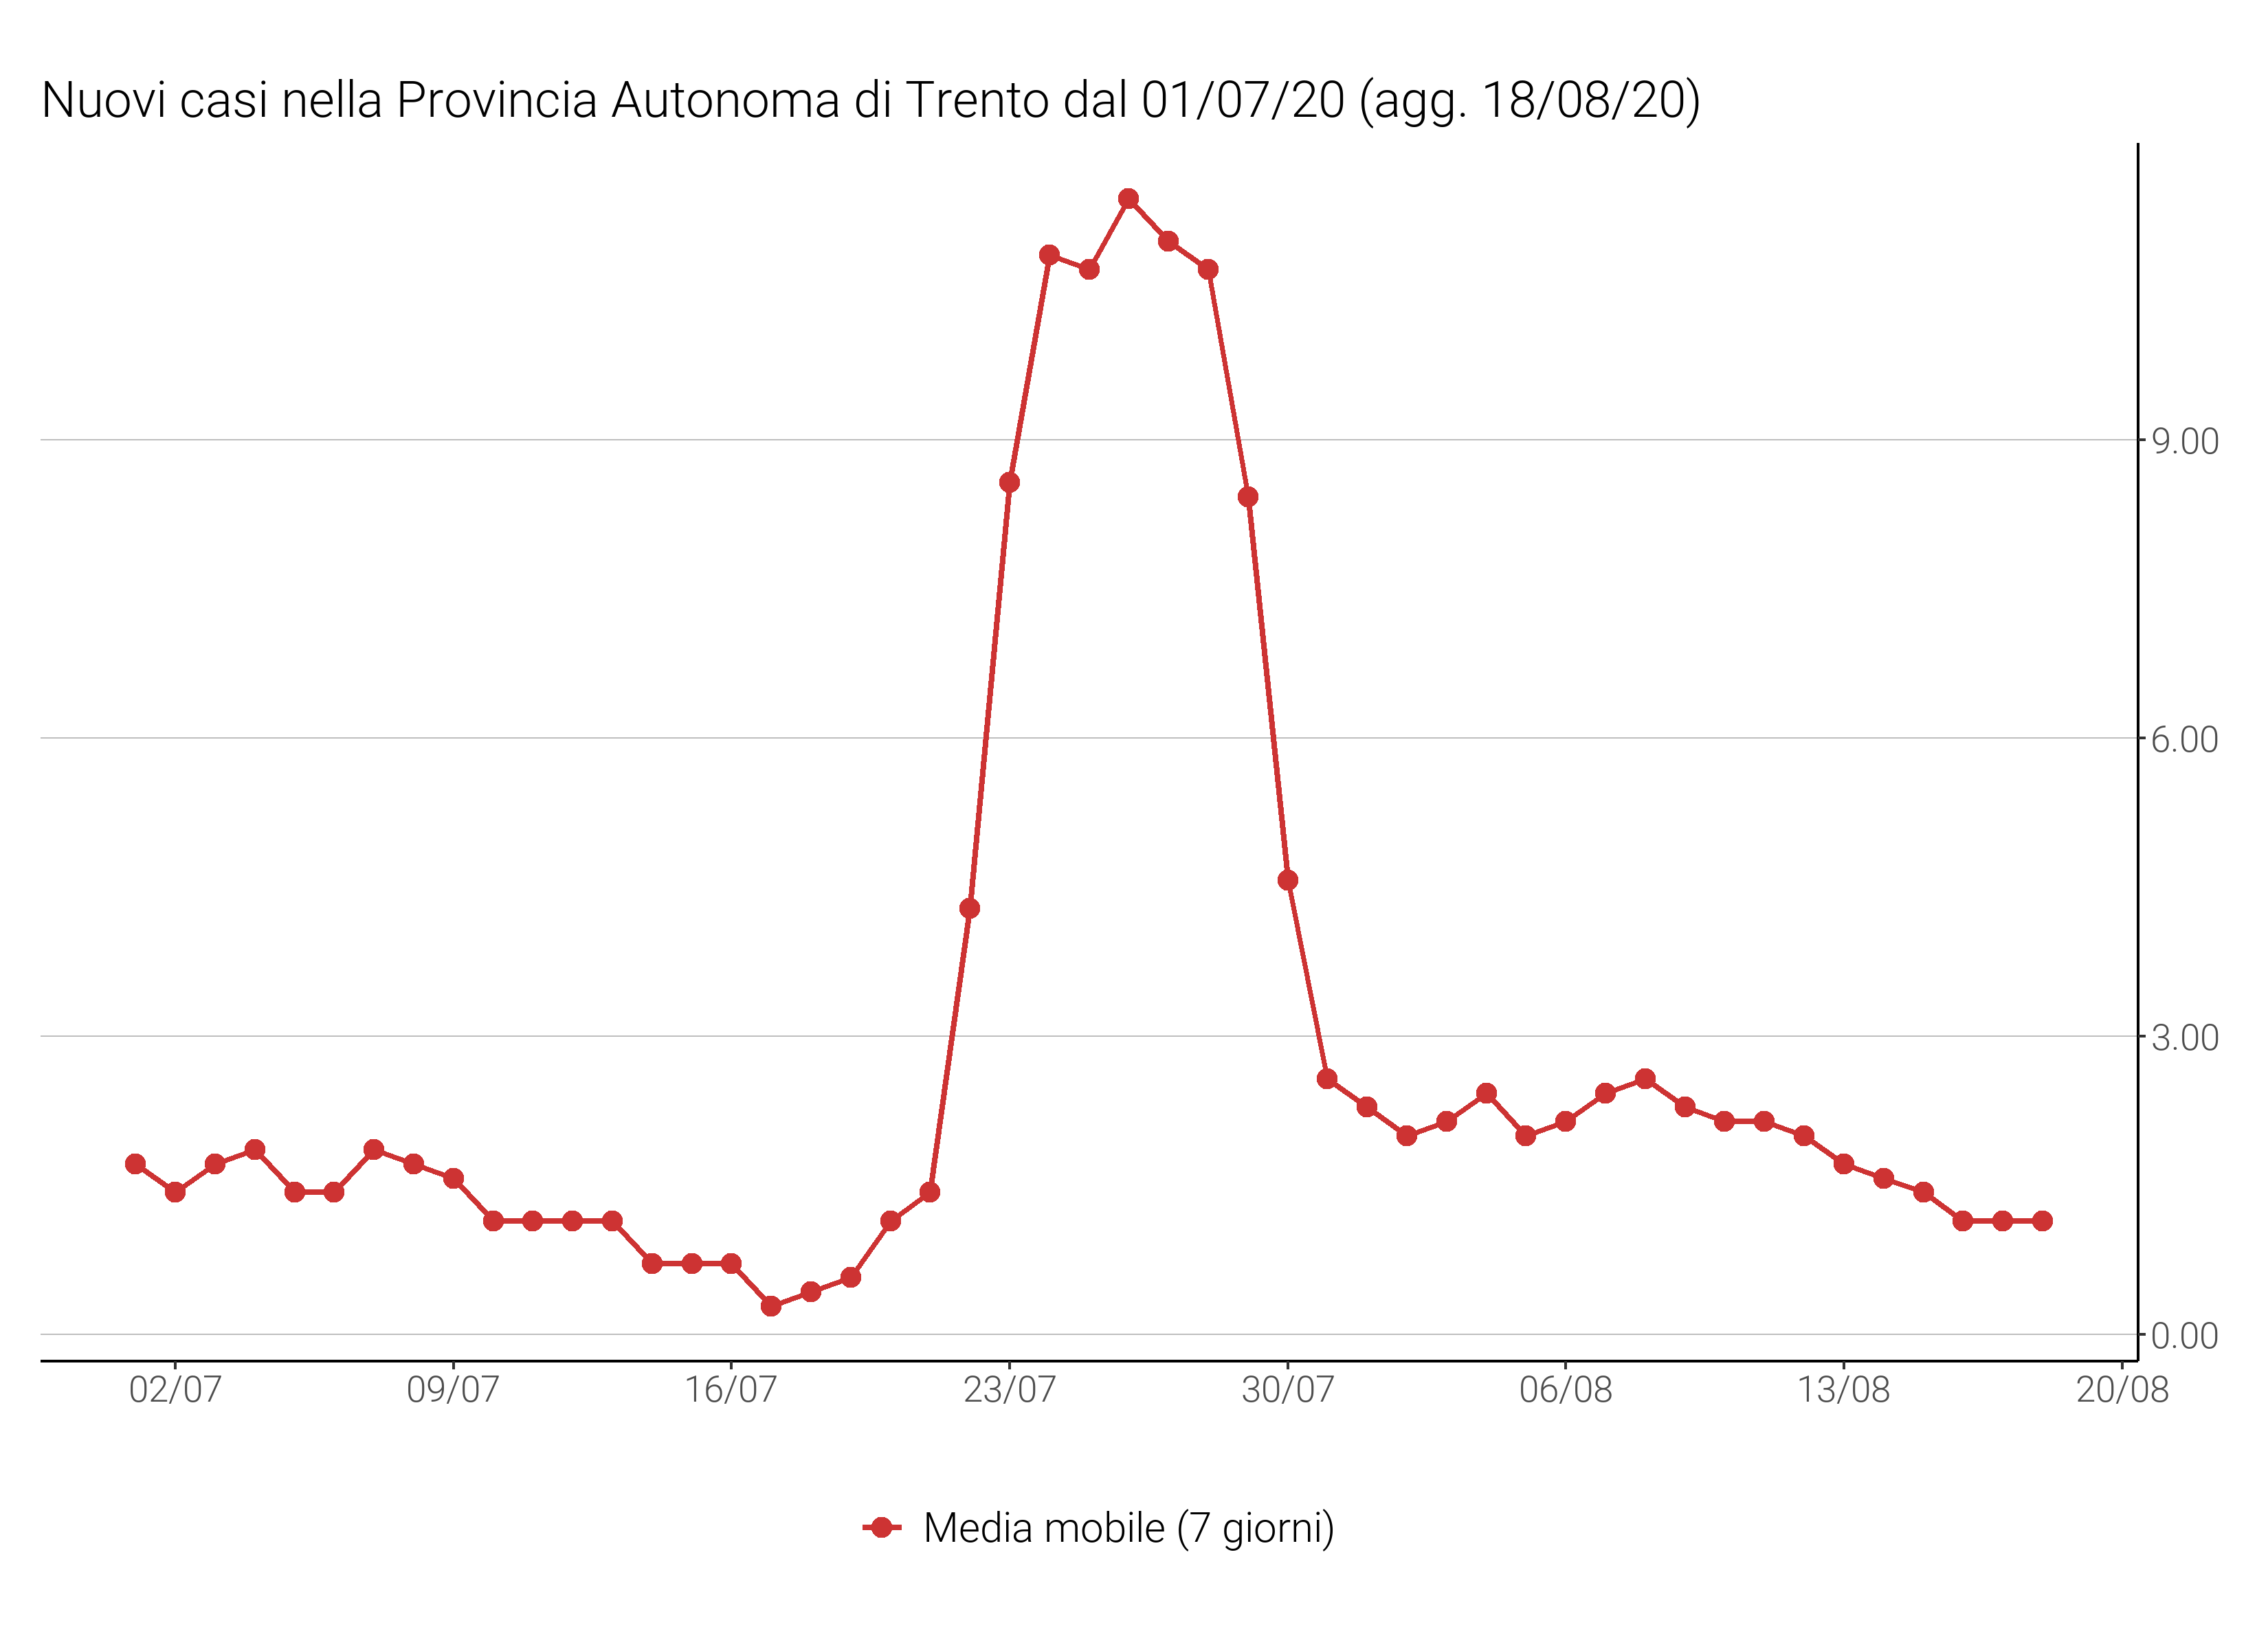 Nuovi casi nella Provincia Autonoma di Trento dal 01/07/20 (agg. 18/08/20)
9.00
6.00
3.00
0.00
02/07 09/07 16/07 23/07 30/07 06/08 13/08 20/08
Media mobile (7 giorni)